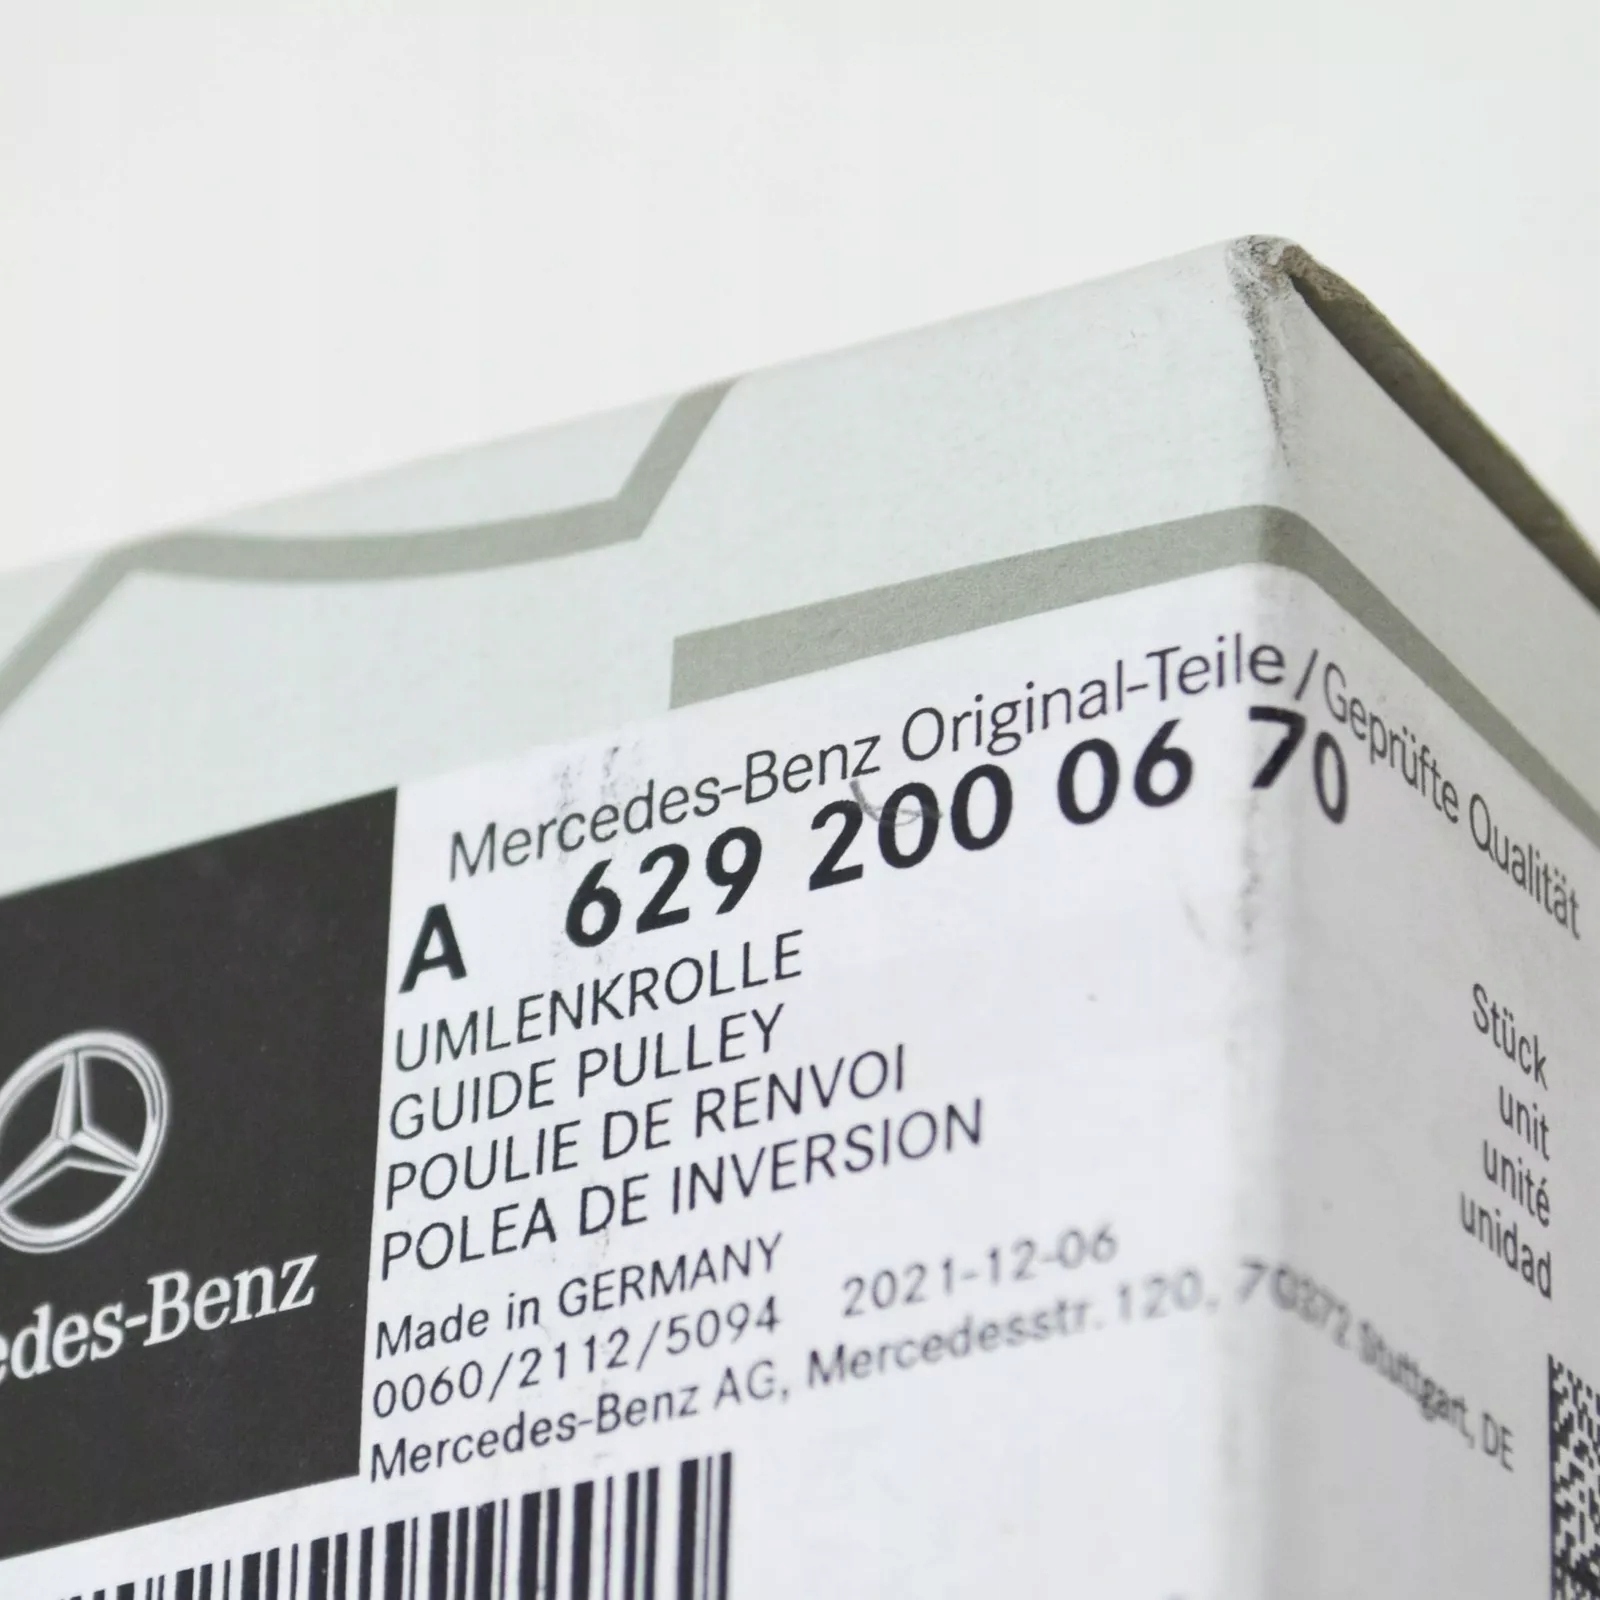 Mercedes-Benz Original-Teile/Geprüfte Qualität
A 629 200 06 70
UMLENKROLLE
GUIDE PULLEY
POULIE DE RENVOI
POLEA DE INVERSION
Stück
unit
unité
unidad
Made in GERMANY
0060/2112/5094 2021-12-06
Mercedes-Benz AG, Mercedesstr. 120, 70372 Stuttgart, DE
edes-Benz